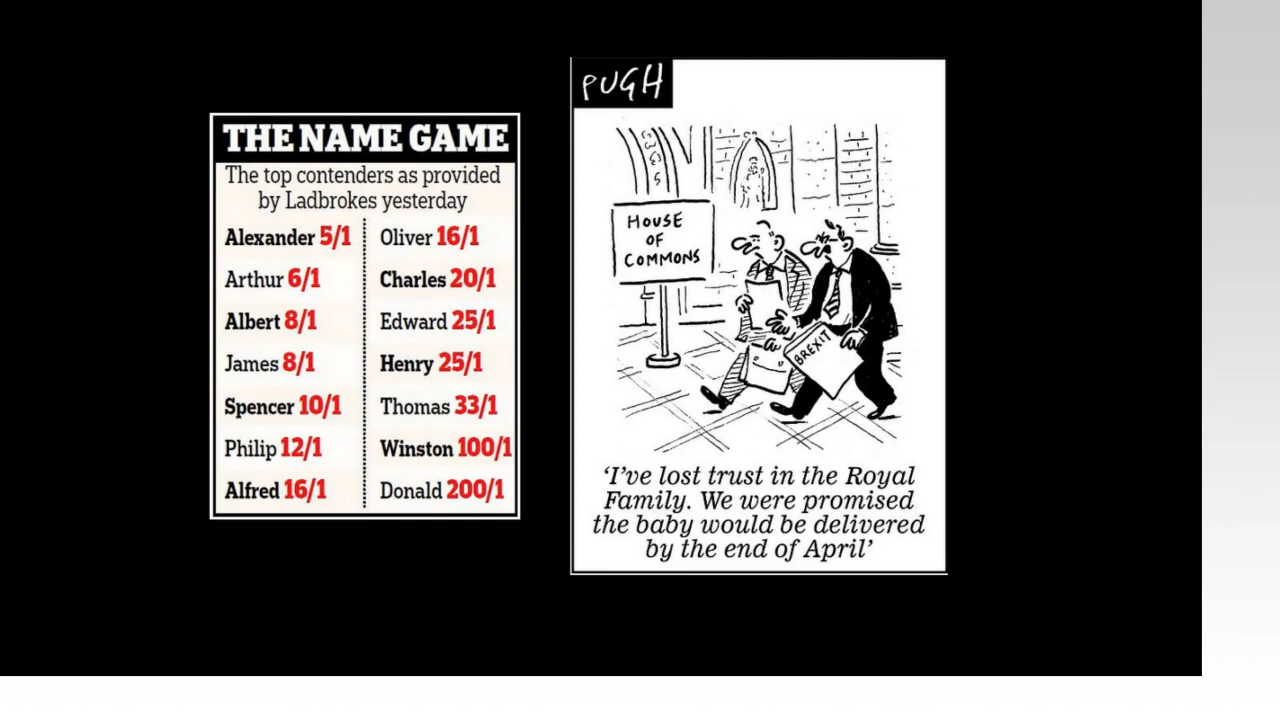 THE NAME GAME
The top contenders as provided
by Ladbrokes yesterday
Alexander 5/1
Arthur 6/1
Albert 8/1
James 8/1
Spencer 10/1
Philip 12/1
Alfred 16/1
Oliver 16/1
Charles 20/1
Edward 25/1
Henry 25/1
Thomas 33/1
Winston 100/1
Donald 200/1
PUGH
HOUSE
OF
COMMONS
BREXIT
‘I’ve lost trust in the Royal
Family. We were promised
the baby would be delivered
by the end of April’